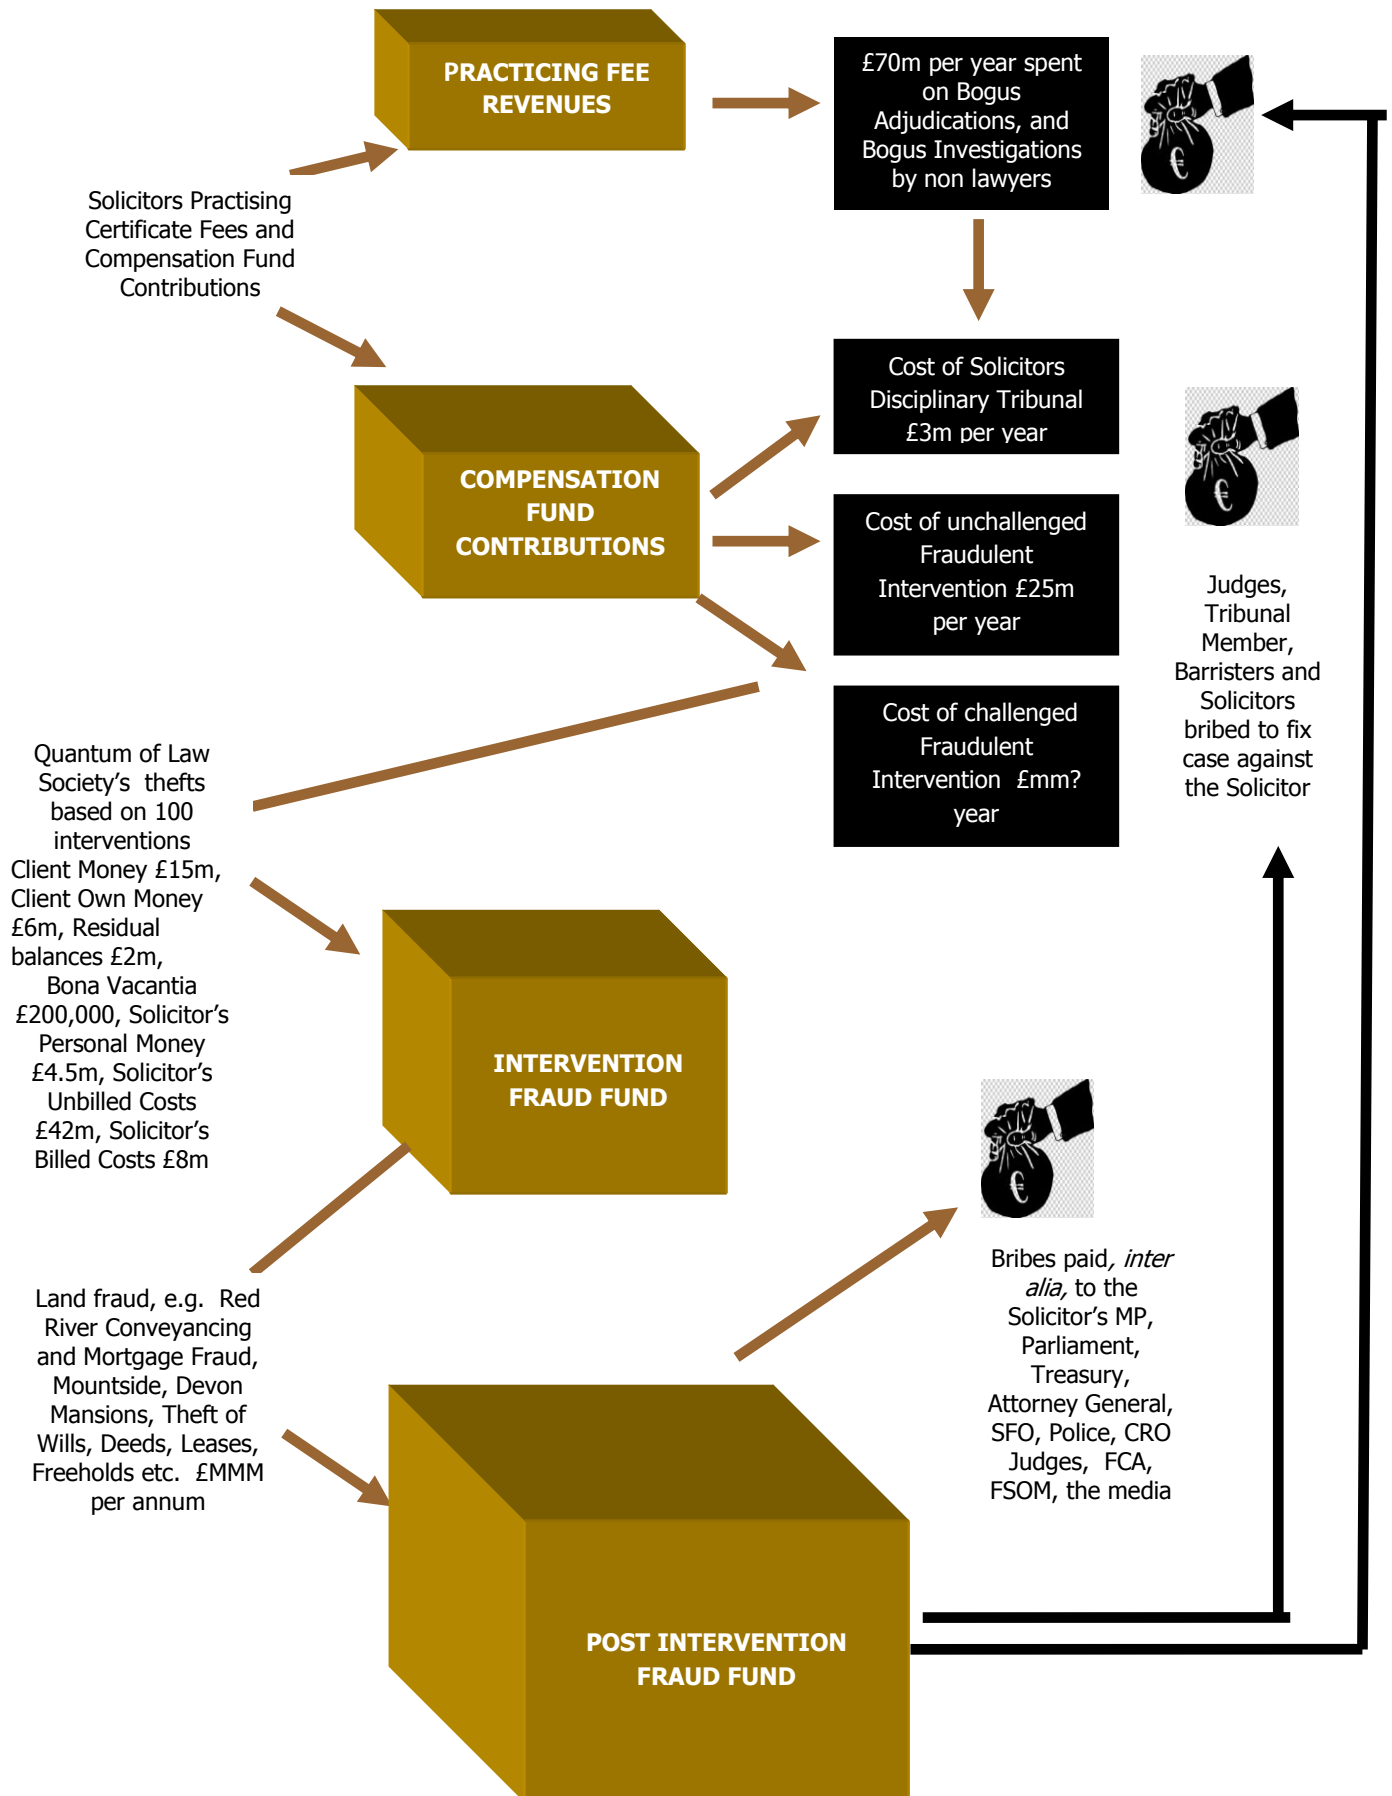 PRACTICING FEE
REVENUES
£70m per year spent
on Bogus
Adjudications, and
Bogus Investigations
by non lawyers
€
Solicitors Practising
Certificate Fees and
Compensation Fund
Contributions
Cost of Solicitors
Disciplinary Tribunal
£3m per year
€
COMPENSATION
FUND
CONTRIBUTIONS
Cost of unchallenged
Fraudulent
Intervention £25m
per year
Judges,
Tribunal
Member,
Barristers and
Solicitors
bribed to fix
case against
the Solicitor
Cost of challenged
Fraudulent
Intervention £mm?
year
Quantum of Law
Society’s thefts
based on 100
interventions
Client Money £15m,
Client Own Money
£6m, Residual
balances £2m,
Bona Vacantia
£200,000, Solicitor’s
Personal Money
£4.5m, Solicitor’s
Unbilled Costs
£42m, Solicitor’s
Billed Costs £8m
INTERVENTION
FRAUD FUND
€
Bribes paid, inter
alia, to the
Solicitor’s MP,
Parliament,
Treasury,
Attorney General,
SFO, Police, CRO
Judges, FCA,
FSOM, the media
Land fraud, e.g. Red
River Conveyancing
and Mortgage Fraud,
Mountside, Devon
Mansions, Theft of
Wills, Deeds, Leases,
Freeholds etc. £MMM
per annum
POST INTERVENTION
FRAUD FUND